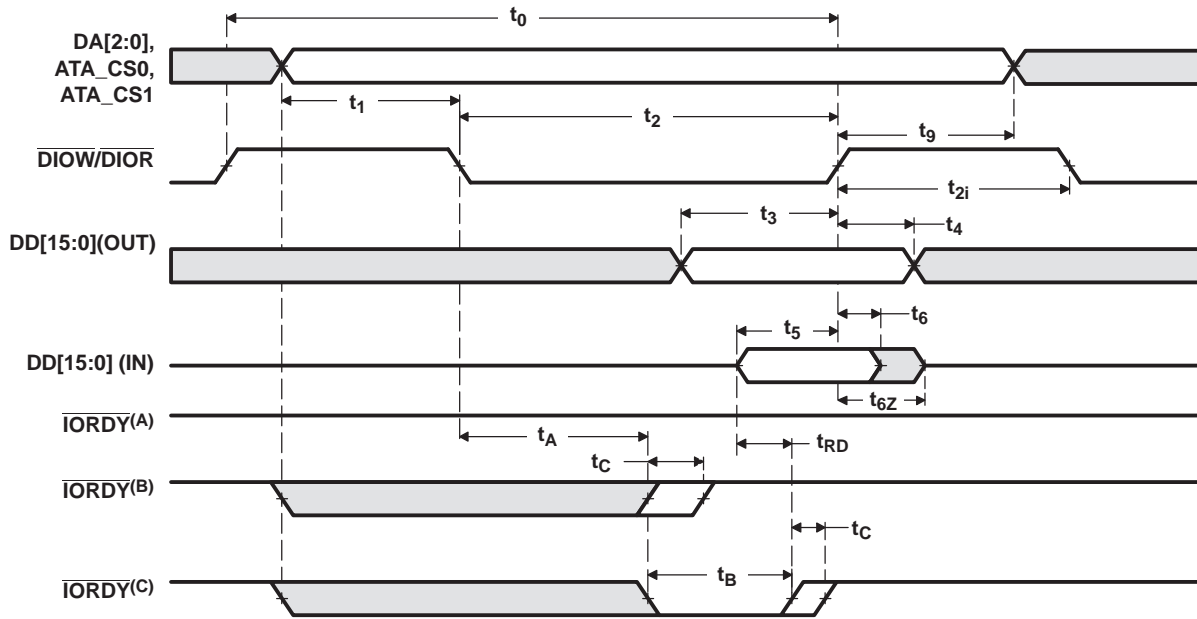 t0
DA[2:0],
ATA_CS0,
ATA_CS1
t1
t2
t9
DIOW/DIOR
t2i
t3
t4
DD[15:0](OUT)
t6
t5
DD[15:0] (IN)
t6Z
IORDY(A)
tA
tRD
tC
IORDY(B)
tC
tB
IORDY(C)